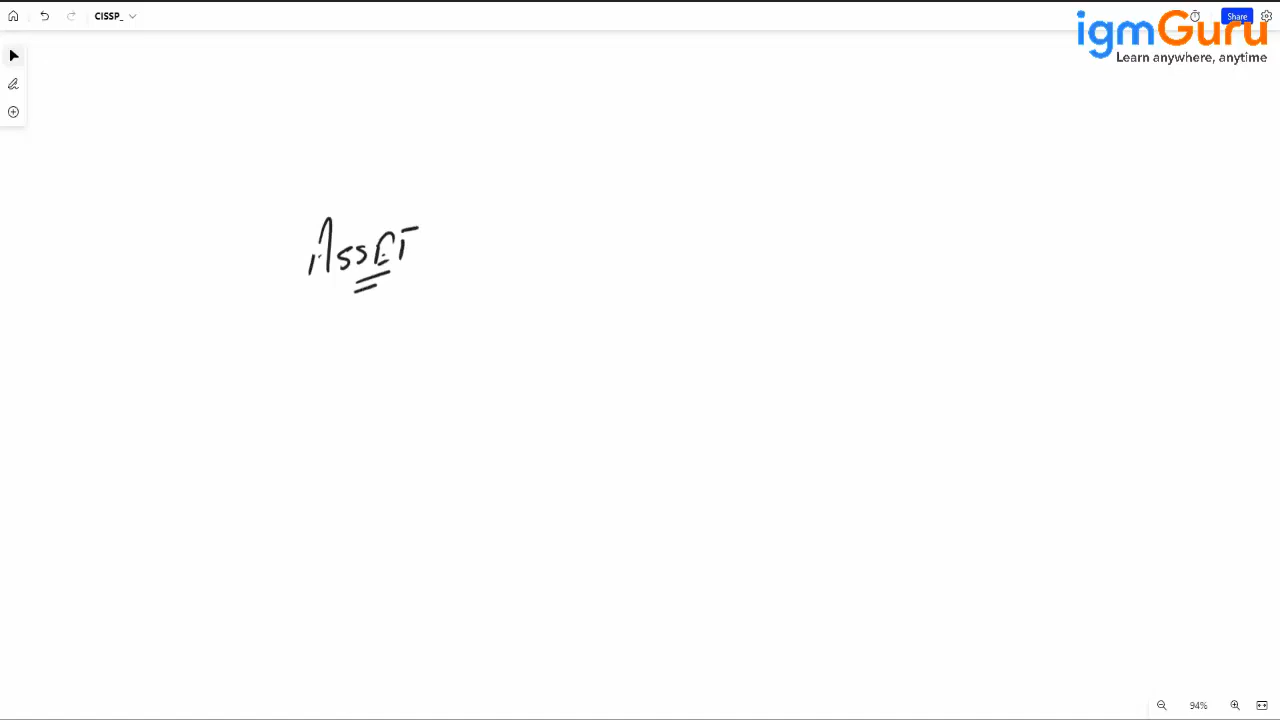 CISSP_
Share
igmGuru
Learn anywhere, anytime
ASSET
94%